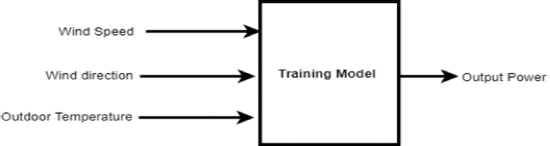 Wind Speed
Wind direction
Outdoor Temperature
Training Model
Output Power